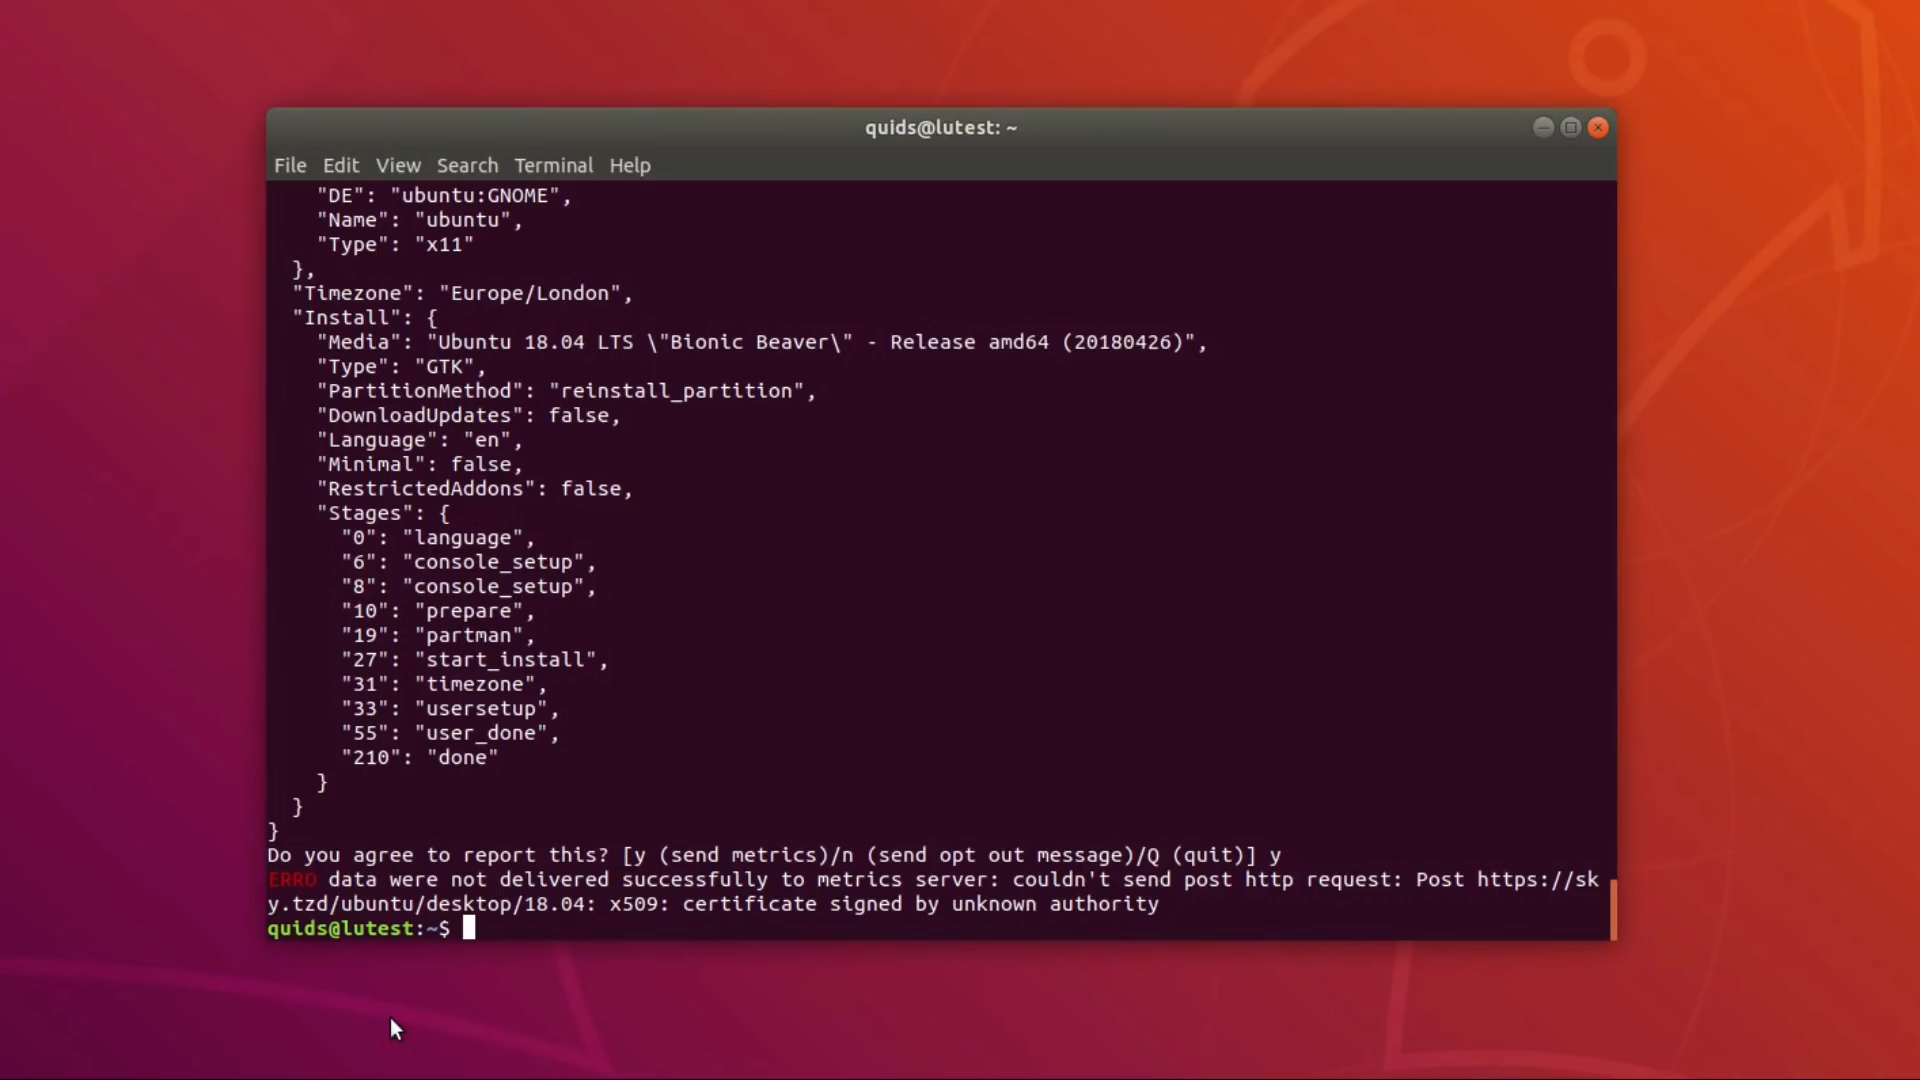 quids@lutest: ~
File Edit View Search Terminal Help
"DE": "ubuntu:GNOME",
"Name": "ubuntu",
"Type": "x11"
},
"Timezone": "Europe/London",
"Install": {
"Media": "Ubuntu 18.04 LTS \"Bionic Beaver\" - Release amd64 (20180426)",
"Type": "GTK",
"PartitionMethod": "reinstall_partition",
"DownloadUpdates": false,
"Language": "en",
"Minimal": false,
"RestrictedAddons": false,
"Stages": {
"0": "language",
"6": "console_setup",
"8": "console_setup",
"10": "prepare",
"19": "partman",
"27": "start_install",
"31": "timezone",
"33": "usersetup",
"55": "user_done",
"210": "done"
}
}
}
Do you agree to report this? [y (send metrics)/n (send opt out message)/Q (quit)] y
ERRO data were not delivered successfully to metrics server: couldn't send post http request: Post https://sk
y.tzd/ubuntu/desktop/18.04: x509: certificate signed by unknown authority
quids@lutest:~$